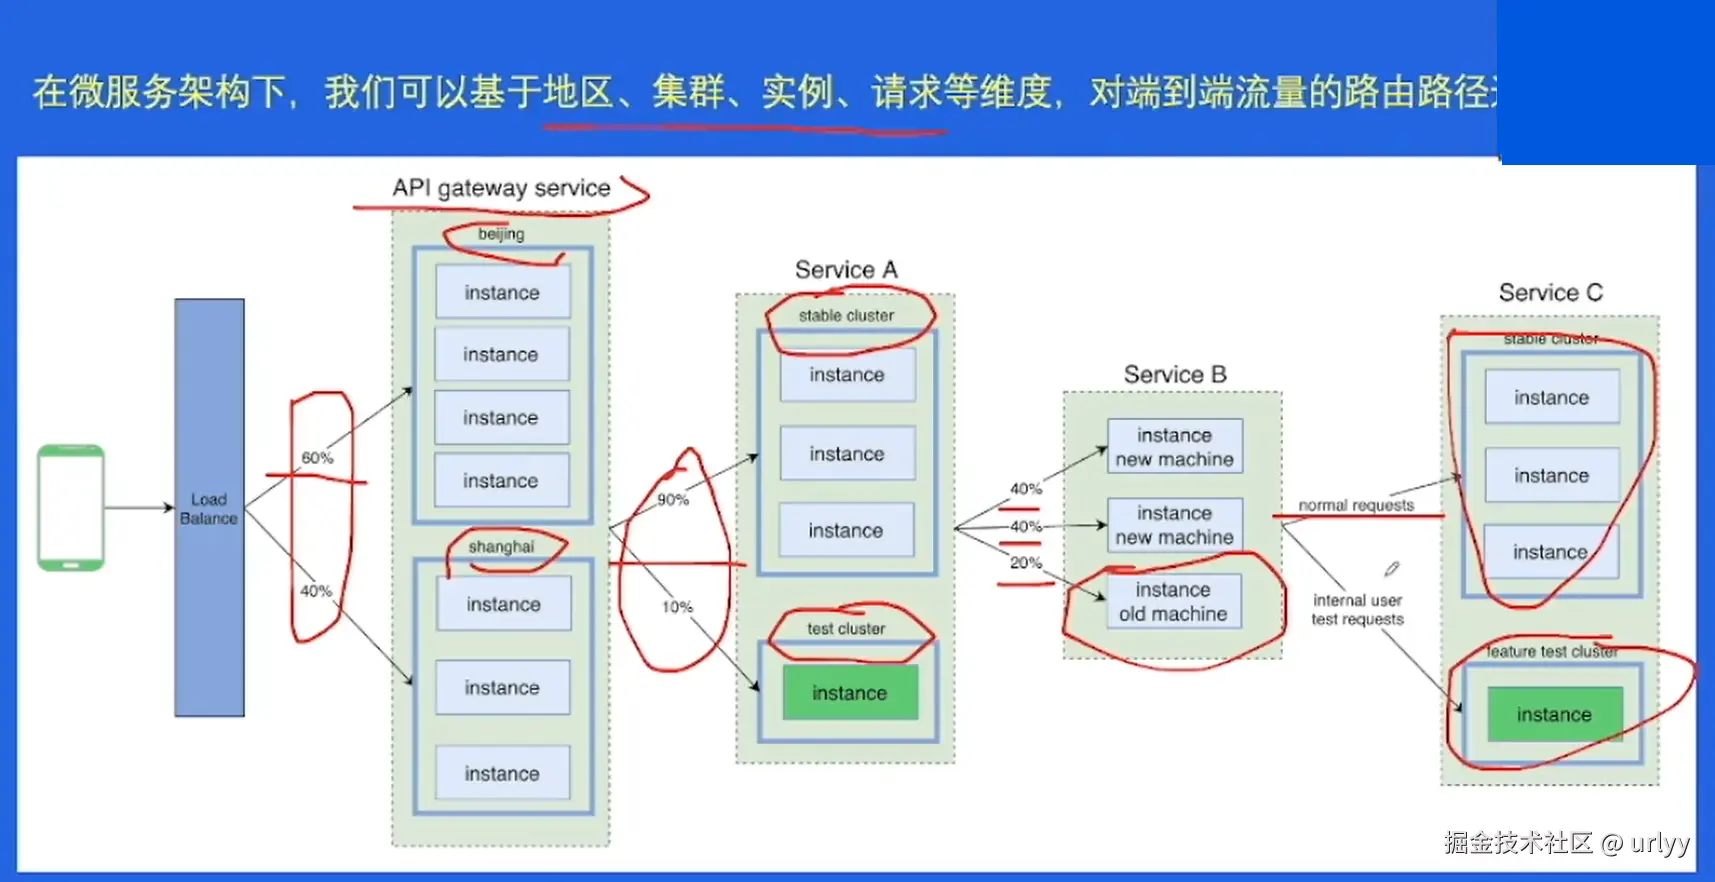 在微服务架构下，我们可以基于地区、集群、实例、请求等维度，对端到端流量的路由路径
API gateway service
beijing
instance
instance
instance
instance
shanghai
instance
instance
instance
Load
Balance
60%
40%
Service A
stable cluster
instance
instance
instance
test cluster
instance
90%
10%
Service B
instance
new machine
instance
new machine
instance
old machine
40%
40%
20%
Service C
stable cluster
instance
instance
instance
feature test cluster
instance
normal requests
internal user
test requests
掘金技术社区 @ urlyy